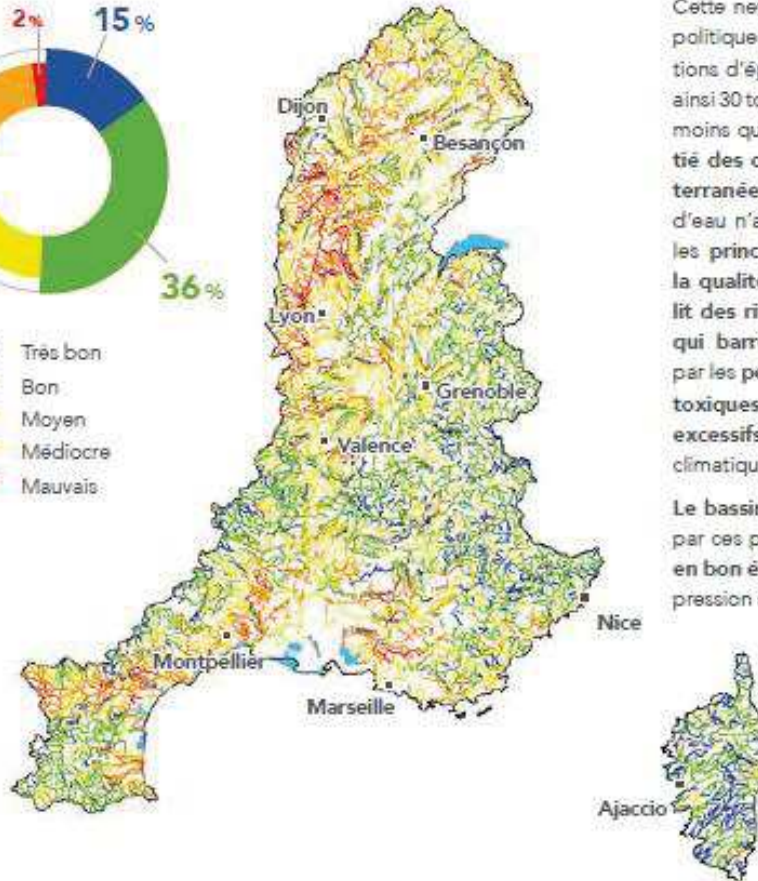 2%
15%
36%
Très bon
Bon
Moyen
Médiocre
Mauvais
Dijon
Besançon
Lyon
Grenoble
Valence
Nice
Montpellier
Marseille
Ajaccio
Cette
politique
tions d'ép
ainsi 30 to
moins qu
tié des c
terranée
d'eau n'a
les princ
la qualit
lit des ri
qui barr
par les pe
toxiques
excessifs
climatiqu
Le bassin
par ces p
en bon é
pression